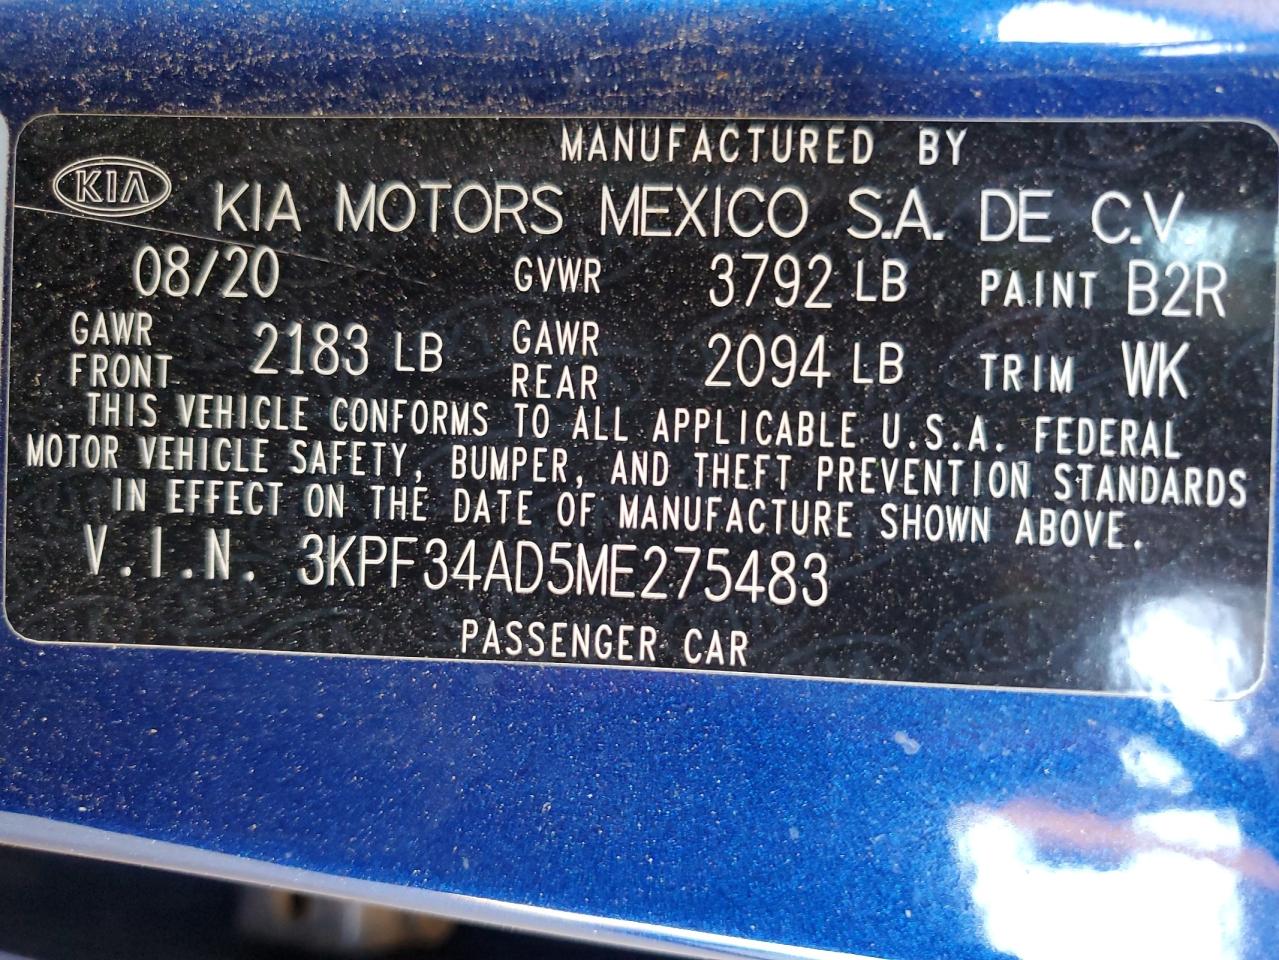 MANUFACTURED BY
KIA KIA MOTORS MEXICO S.A. DE C.V.
08/20 GVWR 3792 LB PAINT B2R
GAWR FRONT 2183 LB GAWR REAR 2094 LB TRIM WK
THIS VEHICLE CONFORMS TO ALL APPLICABLE U.S.A. FEDERAL
MOTOR VEHICLE SAFETY, BUMPER, AND THEFT PREVENTION STANDARDS
IN EFFECT ON THE DATE OF MANUFACTURE SHOWN ABOVE.
V.I.N. 3KPF34AD5ME275483
PASSENGER CAR